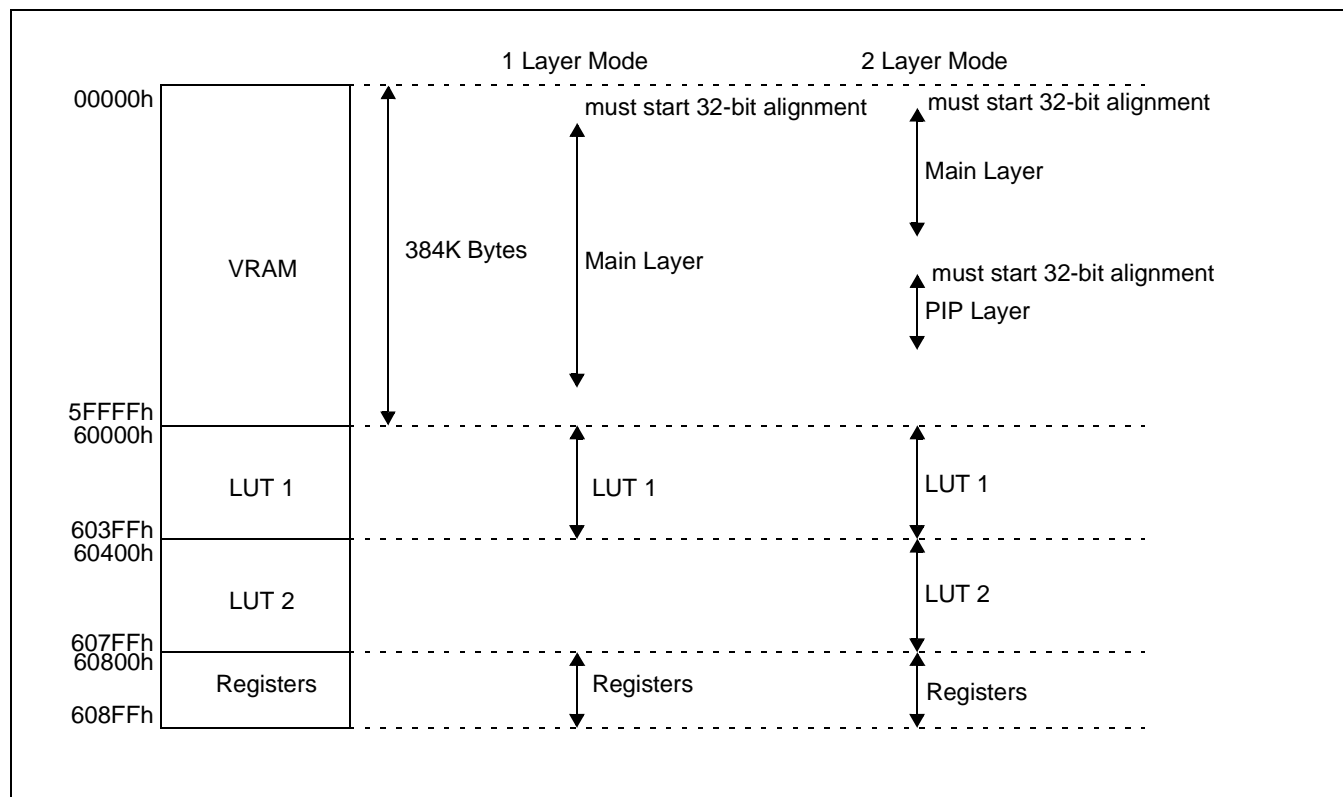 1 Layer Mode
2 Layer Mode
00000h
must start 32-bit alignment
must start 32-bit alignment
Main Layer
384K Bytes
VRAM
Main Layer
must start 32-bit alignment
PIP Layer
5FFFFh
60000h
LUT 1
LUT 1
LUT 1
603FFh
60400h
LUT 2
LUT 2
607FFh
60800h
Registers
Registers
Registers
608FFh